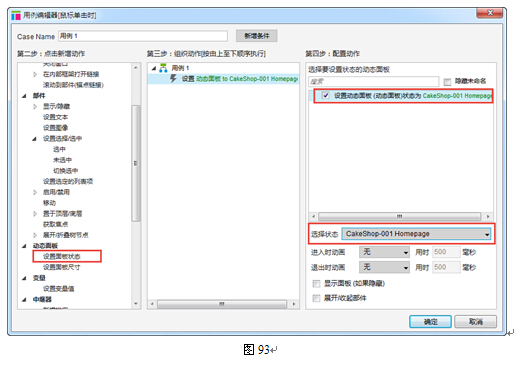 用例编辑器[鼠标单击时]
Case Name 用例 1 新增条件
第二步：点击新增动作
关闭窗口
在内部框架打开链接
滚动到部件(锚点链接)
部件
显示/隐藏
设置文本
设置图像
设置选择/选中
选中
未选中
切换选中
设置选定的列表项
启用/禁用
移动
置于顶层/底层
获取焦点
展开/折叠树节点
动态面板
设置面板状态
设置面板尺寸
变量
设置变量值
中继器
第三步：组织动作[按由上至下顺序执行]
用例 1
设置 动态面板 to CakeShop-001 Homepage
第四步：配置动作
选择要设置状态的动态面板
搜索 隐藏未命名
设置动态面板 (动态面板)状态为 CakeShop-001 Homepage
选择状态 CakeShop-001 Homepage
进入时动画 无 用时 500 毫秒
退出时动画 无 用时 500 毫秒
显示面板 (如果隐藏)
展开/收起部件
确定 取消
图 93